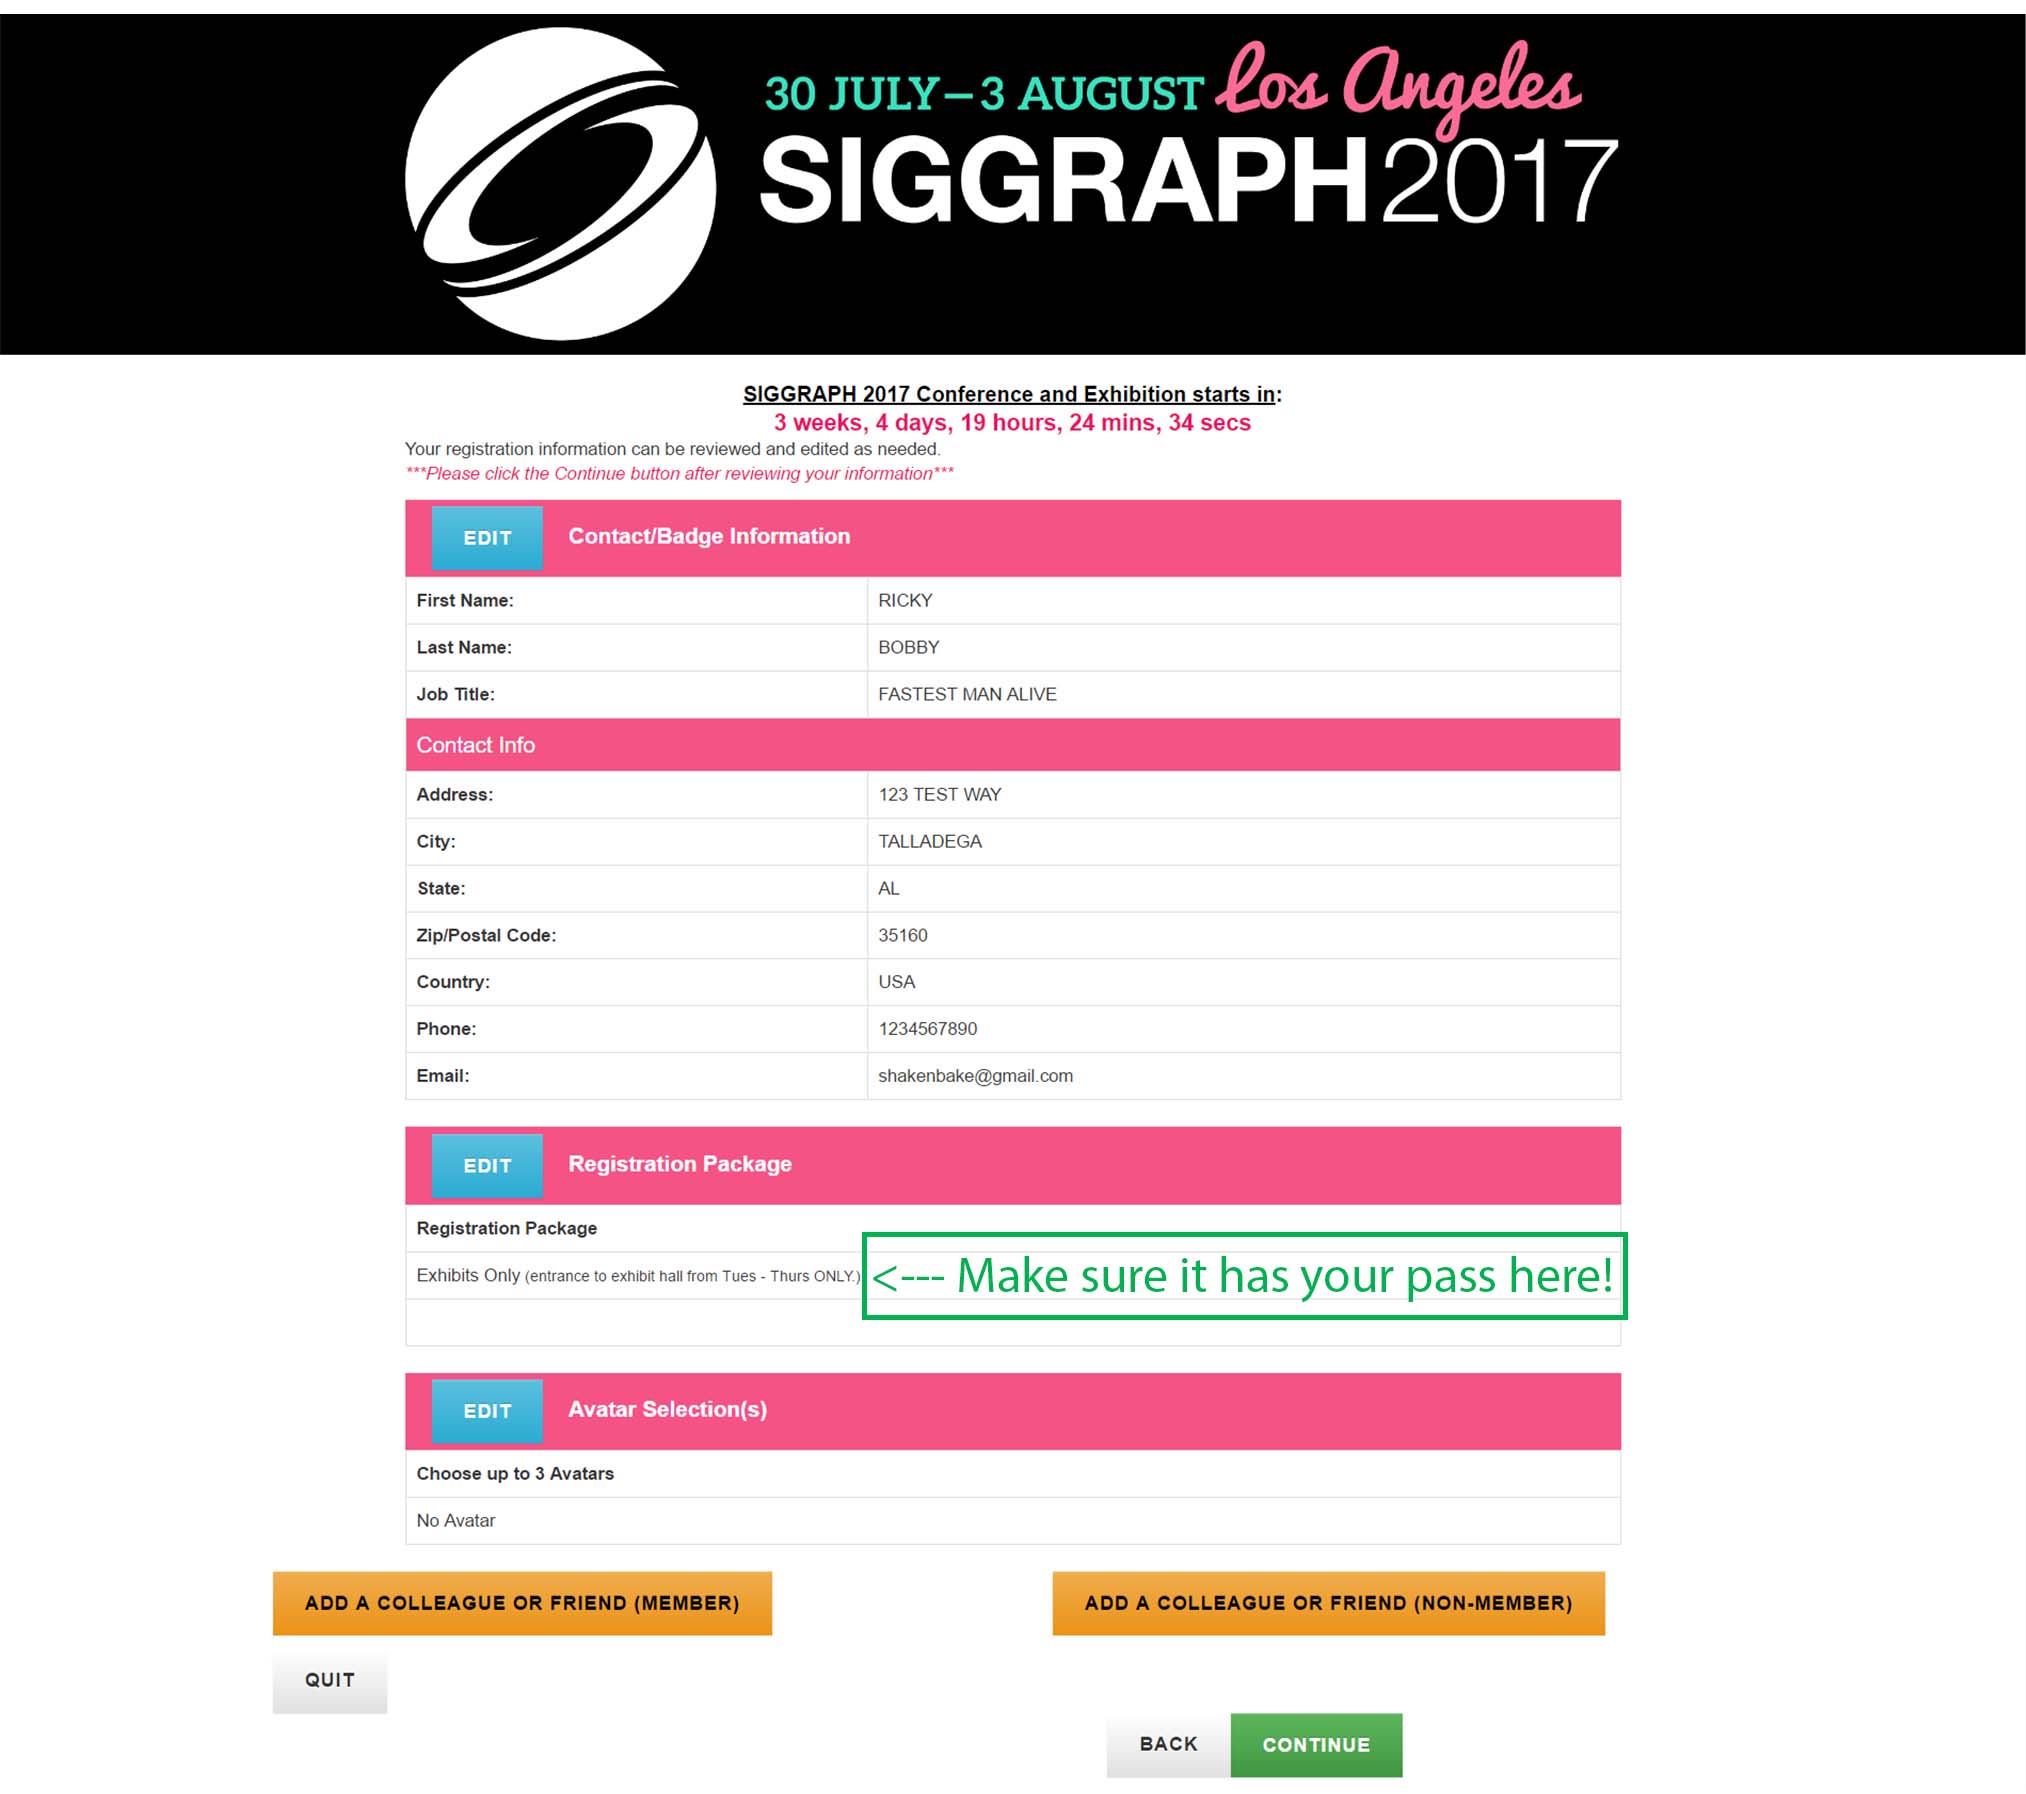 30 JULY – 3 AUGUST Los Angeles
SIGGRAPH2017
SIGGRAPH 2017 Conference and Exhibition starts in:
3 weeks, 4 days, 19 hours, 24 mins, 34 secs
Your registration information can be reviewed and edited as needed.
***Please click the Continue button after reviewing your information***
EDIT Contact/Badge Information
First Name: RICKY
Last Name: BOBBY
Job Title: FASTEST MAN ALIVE
Contact Info
Address: 123 TEST WAY
City: TALLADEGA
State: AL
Zip/Postal Code: 35160
Country: USA
Phone: 1234567890
Email: shakenbake@gmail.com
EDIT Registration Package
Registration Package
Exhibits Only (entrance to exhibit hall from Tues - Thurs ONLY.) <--- Make sure it has your pass here!
EDIT Avatar Selection(s)
Choose up to 3 Avatars
No Avatar
ADD A COLLEAGUE OR FRIEND (MEMBER) ADD A COLLEAGUE OR FRIEND (NON-MEMBER)
QUIT
BACK CONTINUE